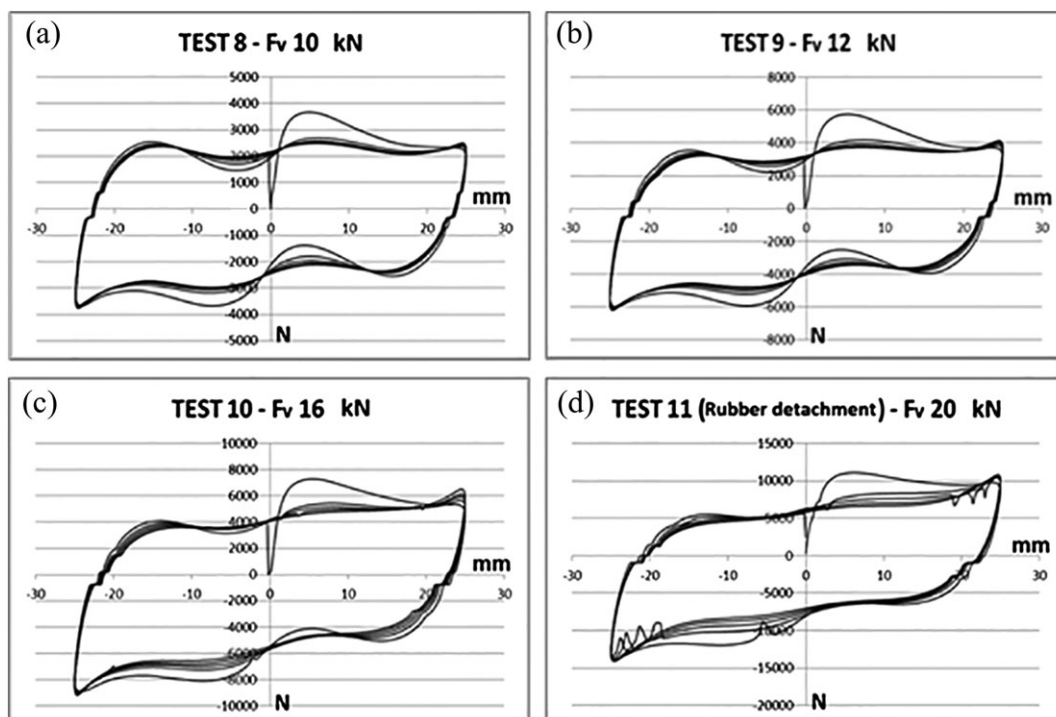 (a) TEST 8 - Fv 10 kN
5000
4000
3000
2000
1000
0
mm
-30 -20 -10 0 10 20 30
-1000
-2000
-3000
-4000
-5000
N
(b) TEST 9 - Fv 12 kN
8000
6000
4000
2000
0
mm
-30 -20 -10 0 10 20 30
-2000
-4000
-6000
-8000
N
(c) TEST 10 - Fv 16 kN
10000
8000
6000
4000
2000
0
mm
-30 -20 -10 0 10 20 30
-2000
-4000
-6000
-8000
-10000
N
(d) TEST 11 (Rubber detachment) - Fv 20 kN
15000
10000
5000
0
mm
-30 -20 -10 0 10 20 30
-5000
-10000
-15000
-20000
N